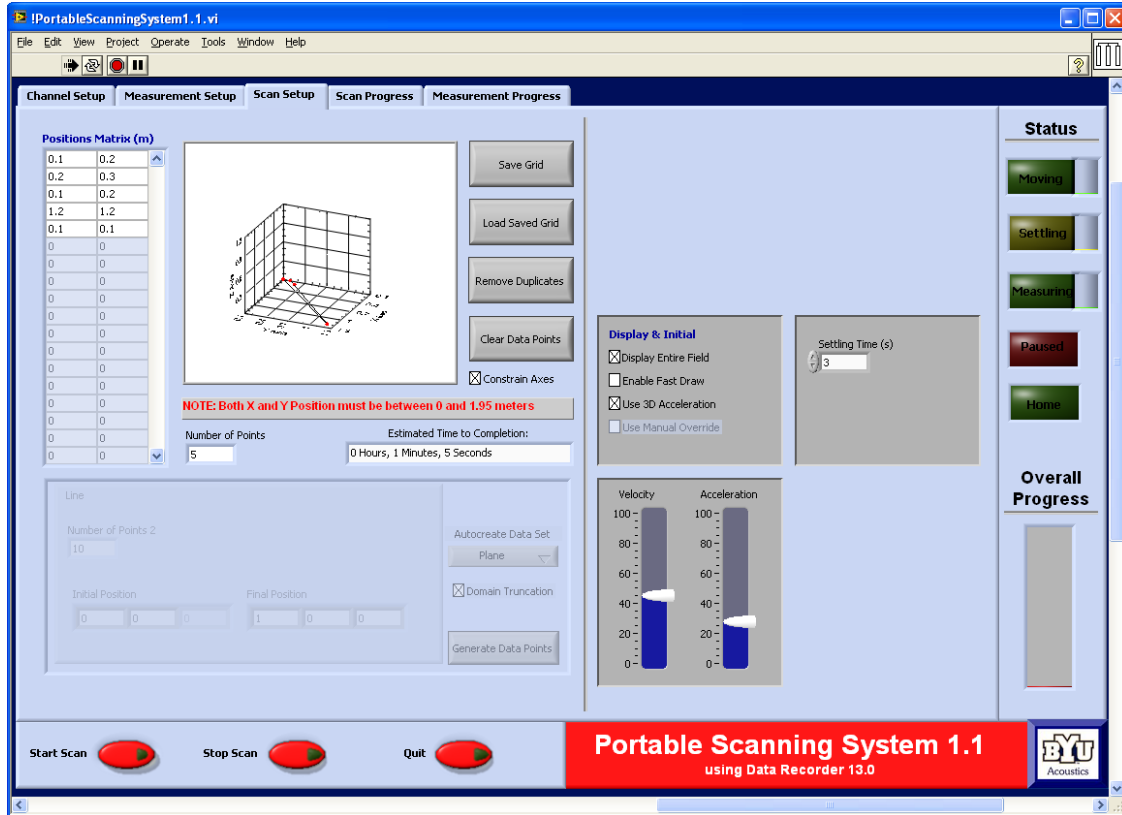 !PortableScanningSystem1.1.vi
File Edit View Project Operate Tools Window Help
Channel Setup Measurement Setup Scan Setup Scan Progress Measurement Progress
Positions Matrix (m)
0.1 0.2
0.2 0.3
0.1 0.2
1.2 1.2
0.1 0.1
0 0
0 0
0 0
0 0
0 0
0 0
0 0
0 0
0 0
0 0
0 0
0 0
0 0
Save Grid
Load Saved Grid
Remove Duplicates
Clear Data Points
Constrain Axes
NOTE: Both X and Y Position must be between 0 and 1.95 meters
Number of Points
5
Estimated Time to Completion:
0 Hours, 1 Minutes, 5 Seconds
Line
Number of Points 2
10
Initial Position
0 0 0
Final Position
1 0 0
Autocreate Data Set
Plane
Domain Truncation
Generate Data Points
Display & Initial
Display Entire Field
Enable Fast Draw
Use 3D Acceleration
Use Manual Override
Settling Time (s)
3
Velocity Acceleration
100 100
80 80
60 60
40 40
20 20
0 0
Status
Moving
Settling
Measuring
Paused
Home
Overall
Progress
Start Scan Stop Scan Quit
Portable Scanning System 1.1
using Data Recorder 13.0
BYU
Acoustics